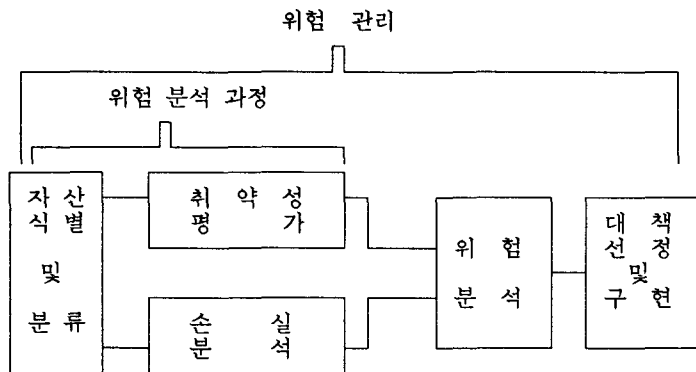 위험 관리
위험 분석 과정
자 산
식 별
및
분 류
취 약 성
평 가
손 실
분 석
위 험
분 석
대 책
선 정
및
구 현